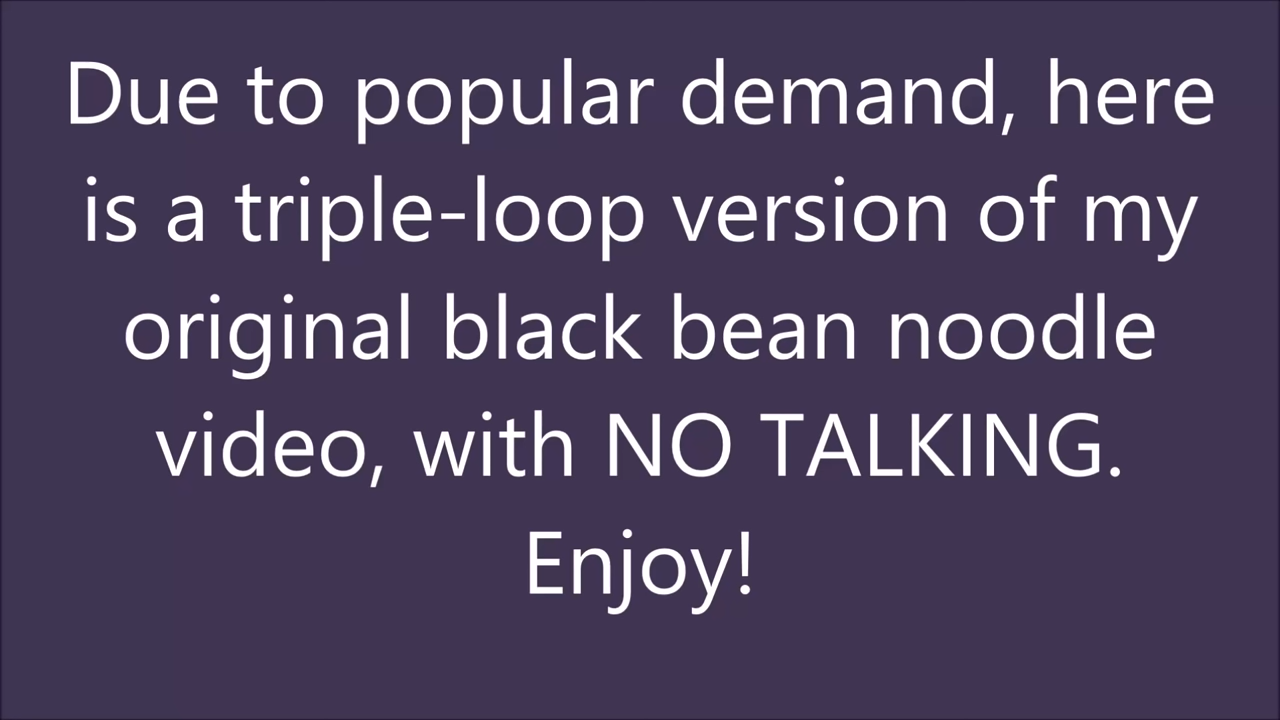 Due to popular demand, here
is a triple-loop version of my
original black bean noodle
video, with NO TALKING.
Enjoy!